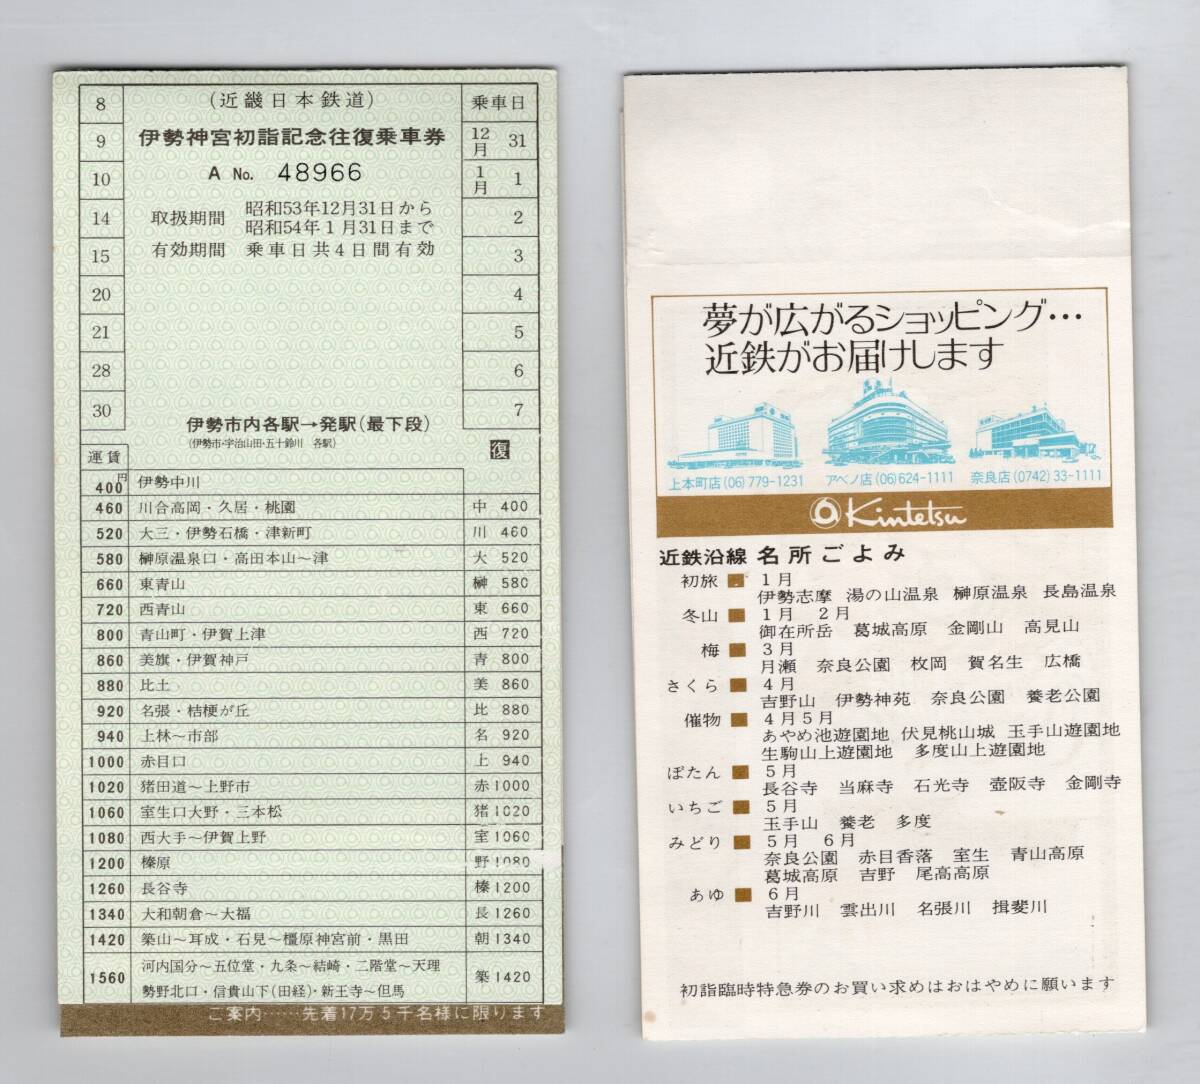 (近畿日本鉄道)
伊勢神宮初詣記念往復乗車券
A No. 48966
取扱期間 昭和53年12月31日から
昭和54年1月31日まで
有効期間 乗車日共4日間有効
8
9
10
14
15
20
21
28
30
乗車日
12月 31
1月 1
2
3
4
5
6
7
伊勢市内各駅→発駅(最下段)
(伊勢市・宇治山田・五十鈴川 各駅)
復
運賃
400円 伊勢中川
460 川合高岡・久居・桃園 中 400
520 大三・伊勢石橋・津新町 川 460
580 榊原温泉口・高田本山〜津 大 520
660 東青山 榊 580
720 西青山 東 660
800 青山町・伊賀上津 西 720
860 美旗・伊賀神戸 青 800
880 比土 美 860
920 名張・桔梗が丘 比 880
940 上林〜市部 名 920
1000 赤目口 上 940
1020 猪田道〜上野市 赤 1000
1060 室生口大野・三本松 猪 1020
1080 西大手〜伊賀上野 室 1060
1200 榛原 野 1080
1260 長谷寺 榛 1200
1340 大和朝倉〜大福 長 1260
1420 築山〜耳成・石見〜橿原神宮前・黒田 朝 1340
1560 河内国分〜五位堂・九条〜結崎・二階堂〜天理 築 1420
勢野北口・信貴山下(田経)・新王寺〜但馬
ご案内……先着17万5千名様に限ります
夢が広がるショッピング…
近鉄がお届けします
上本町店(06)779-1231 アベノ店(06)624-1111 奈良店(0742)33-1111
Kintetsu
近鉄沿線 名所ごよみ
初旅 1月
伊勢志摩 湯の山温泉 榊原温泉 長島温泉
冬山 1月 2月
御在所岳 葛城高原 金剛山 高見山
梅 3月
月瀬 奈良公園 枚岡 賀名生 広橋
さくら 4月
吉野山 伊勢神苑 奈良公園 養老公園
催物 4月5月
あやめ池遊園地 伏見桃山城 玉手山遊園地
生駒山上遊園地 多度山上遊園地
ぼたん 5月
長谷寺 当麻寺 石光寺 壺阪寺 金剛寺
いちご 5月
玉手山 養老 多度
みどり 5月 6月
奈良公園 赤目香落 室生 青山高原
葛城高原 吉野 尾高高原
あゆ 6月
吉野川 雲出川 名張川 揖斐川
初詣臨時特急券のお買い求めはおはやめに願います